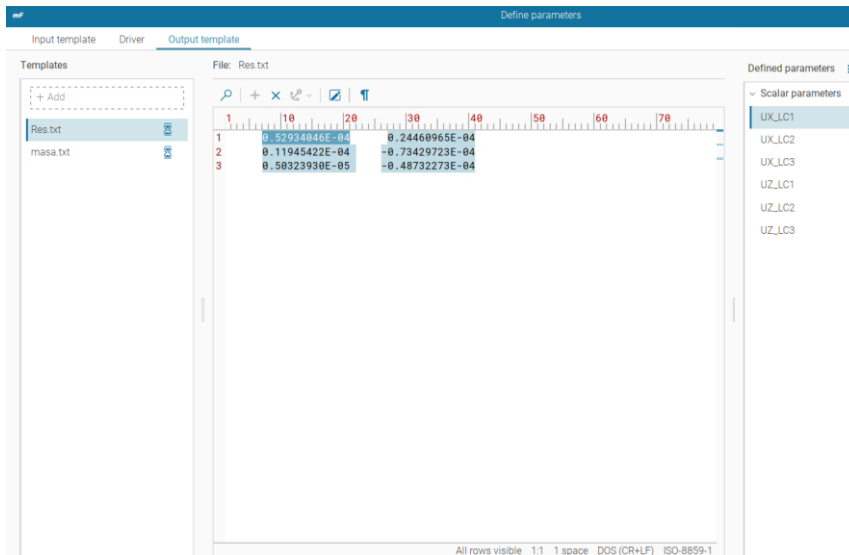 Define parameters
Input template Driver Output template
Templates
File: Res.txt
Defined parameters
+ Add
Scalar parameters
1 10 20 30 40 50 60 70
Res.txt
UX_LC1
masa.txt
UX_LC2
UX_LC3
UZ_LC1
UZ_LC2
UZ_LC3
1 0.52934046E-04 0.24460965E-04
2 0.11945422E-04 -0.73429723E-04
3 0.50323930E-05 -0.48732273E-04
All rows visible 1:1 1 space DOS (CR+LF) ISO-8859-1